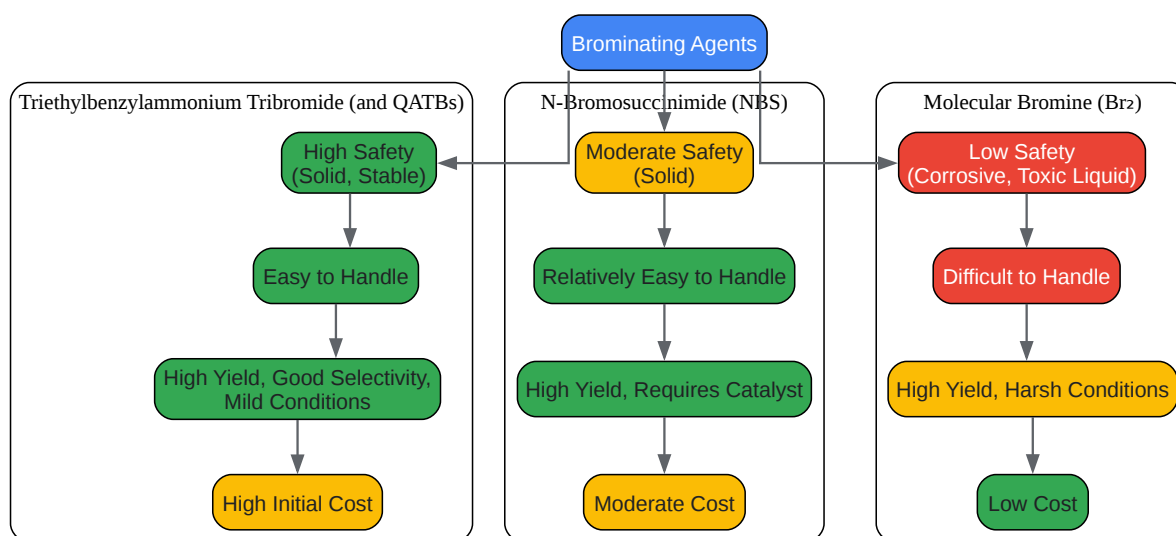 Brominating Agents
Triethylbenzylammonium Tribromide (and QATBs)
High Safety
(Solid, Stable)
Easy to Handle
High Yield, Good Selectivity,
Mild Conditions
High Initial Cost
N-Bromosuccinimide (NBS)
Moderate Safety
(Solid)
Relatively Easy to Handle
High Yield, Requires Catalyst
Moderate Cost
Molecular Bromine (Br₂)
Low Safety
(Corrosive, Toxic Liquid)
Difficult to Handle
High Yield, Harsh Conditions
Low Cost